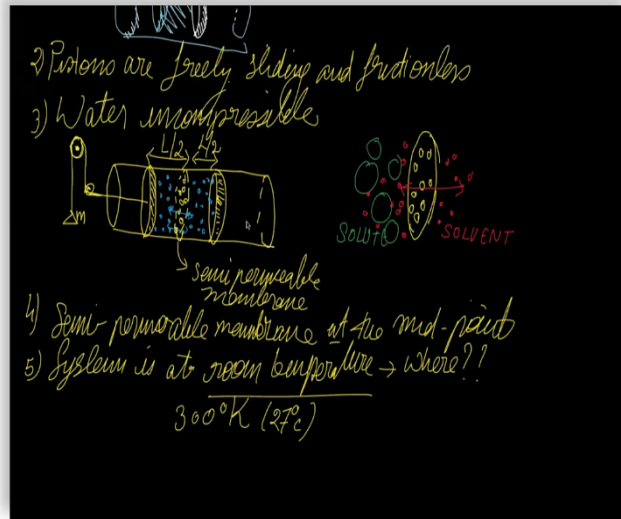 2) Pistons are freely sliding and frictionless
3) Water incompressible
L/2 L/2
m
SOLUTE SOLVENT
semi permeable
membrane
4) Semi-permeable membrane at the mid-point
5) System is at room temperature → where??
300°K (27°C)